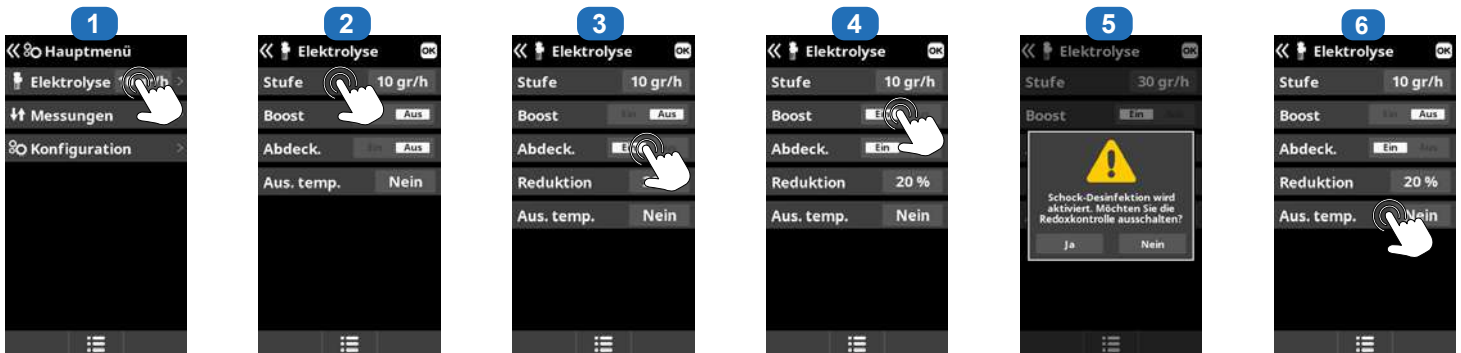 1
Hauptmenü
Elektrolyse
Messungen
Konfiguration
2
Elektrolyse OK
Stufe 10 gr/h
Boost Aus
Abdeck. Ein Aus
Aus. temp. Nein
3
Elektrolyse OK
Stufe 10 gr/h
Boost Ein Aus
Abdeck. Ein
Reduktion
Aus. temp. Nein
4
Elektrolyse OK
Stufe 10 gr/h
Boost Ein
Abdeck. Ein
Reduktion 20 %
Aus. temp. Nein
5
Elektrolyse OK
Stufe 30 gr/h
Boost Ein Aus
Schock-Desinfektion wird
aktiviert. Möchten Sie die
Redoxkontrolle ausschalten?
Ja Nein
6
Elektrolyse OK
Stufe 10 gr/h
Boost Ein Aus
Abdeck. Ein Aus
Reduktion 20 %
Aus. temp. Nein